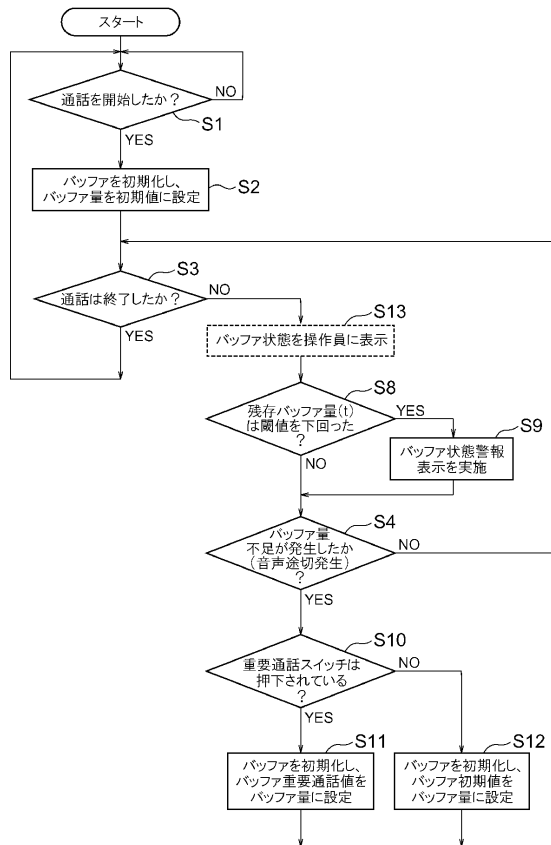 スタート
通話を開始したか？
NO
S1
YES
バッファを初期化し、
バッファ量を初期値に設定
S2
S3
通話は終了したか？
NO
YES
S13
バッファ状態を操作員に表示
S8
残存バッファ量(t)
は閾値を下回った
？
YES
NO
S9
バッファ状態警報
表示を実施
S4
バッファ量
不足が発生したか
(音声途切発生)
？
NO
YES
S10
重要通話スイッチは
押下されている
？
NO
YES
S11
バッファを初期化し、
バッファ重要通話値を
バッファ量に設定
S12
バッファを初期化し、
バッファ初期値を
バッファ量に設定